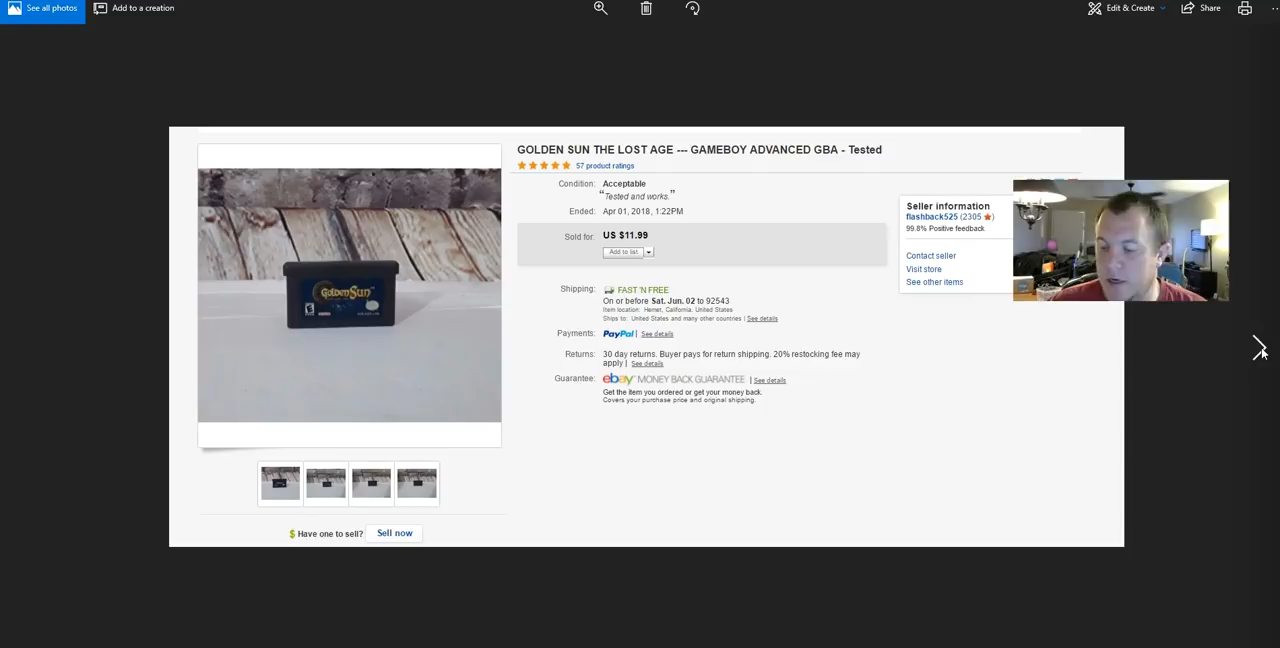 See all photos
Add to a creation
Edit & Create
Share
GOLDEN SUN THE LOST AGE --- GAMEBOY ADVANCED GBA - Tested
57 product ratings
Condition: Acceptable
“Tested and works.”
Ended: Apr 01, 2018, 1:22PM
Sold for: US $11.99
Add to list
Seller information
flashback525 (2305 )
99.8% Positive feedback
Contact seller
Visit store
See other items
Shipping: FAST 'N FREE
On or before Sat. Jun. 02 to 92543
Item location: Hemet, California, United States
Ships to: United States and many other countries | See details
Payments: PayPal | See details
Returns: 30 day returns. Buyer pays for return shipping. 20% restocking fee may
apply | See details
Guarantee: ebay MONEY BACK GUARANTEE | See details
Get the item you ordered or get your money back.
Covers your purchase price and original shipping.
Golden Sun
E
$ Have one to sell? Sell now